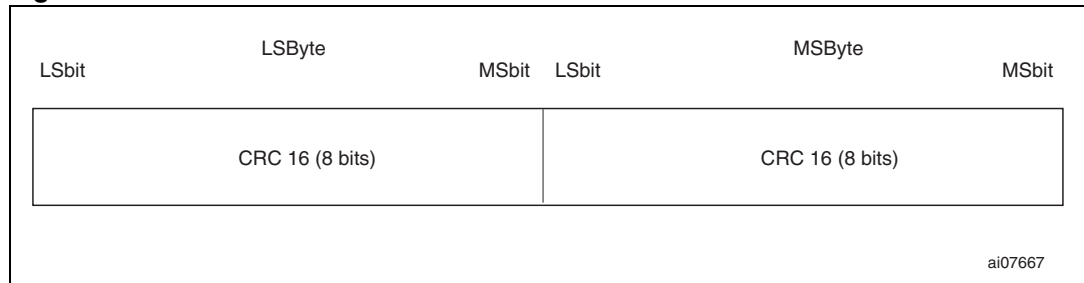 LSByte MSByte
LSbit MSbit LSbit MSbit
CRC 16 (8 bits) CRC 16 (8 bits)
ai07667